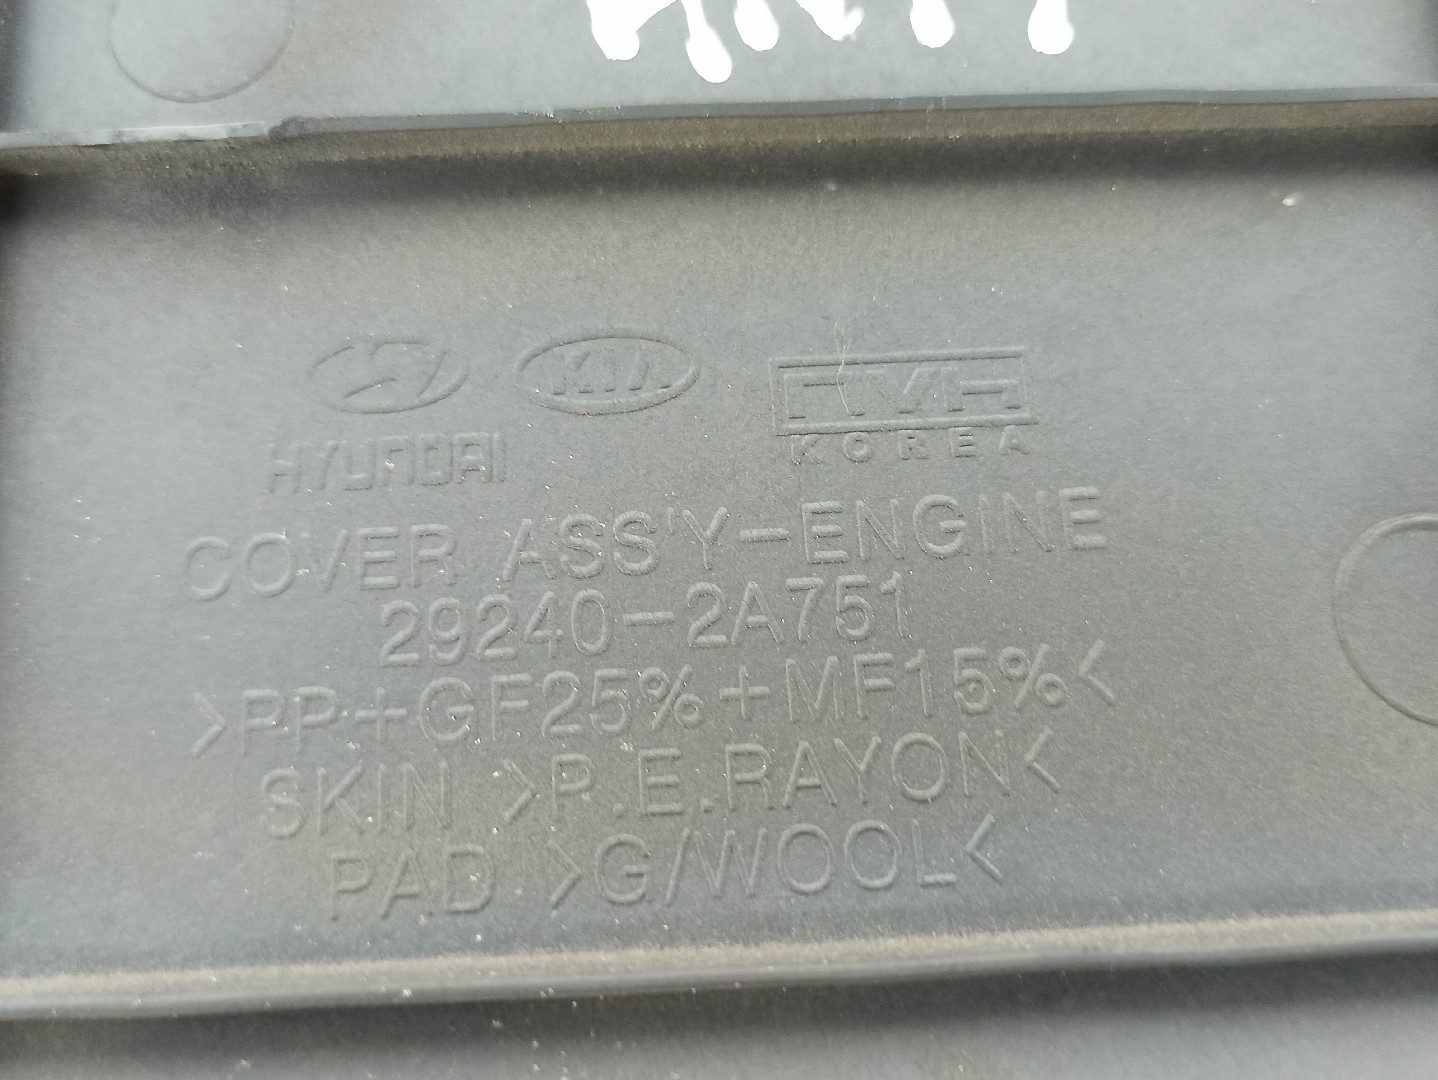 KIA
HYUNDAI
KOREA
COVER ASS'Y-ENGINE
29240-2A751
>PP+GF25%+MF15%<
SKIN >P.E.RAYON<
PAD >G/WOOL<